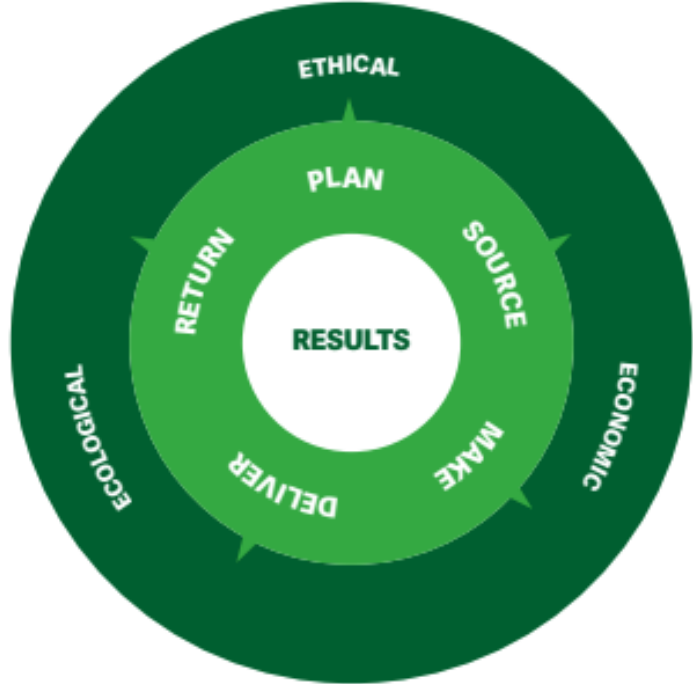 ETHICAL
PLAN
SOURCE
RETURN
RESULTS
ECONOMIC
ECOLOGICAL
MAKE
DELIVER